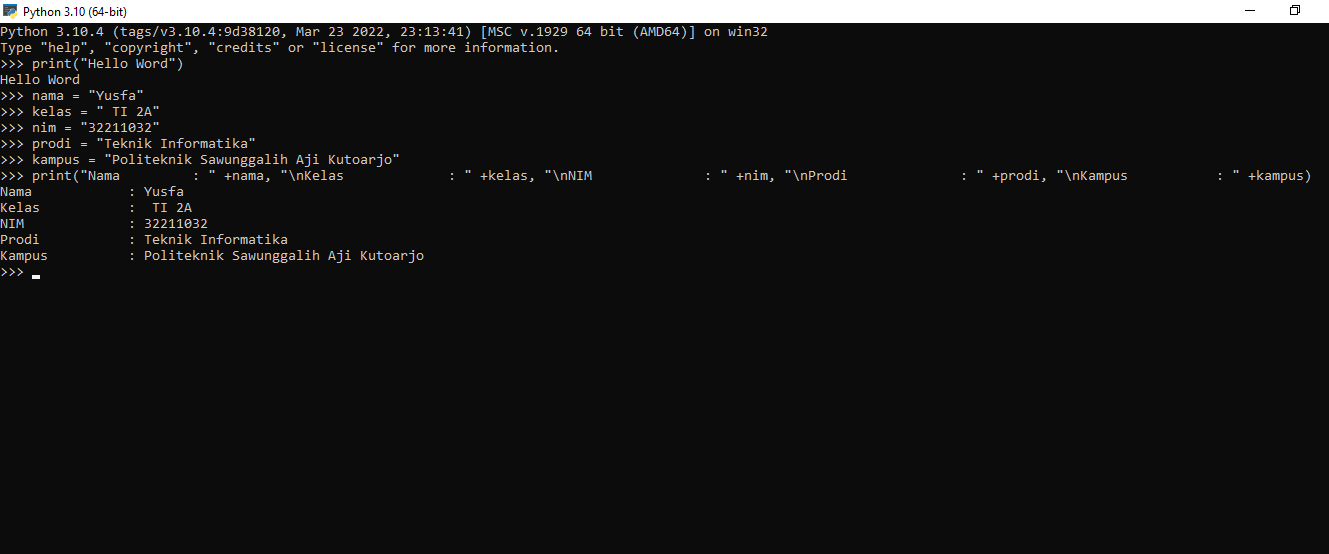 Python 3.10 (64-bit)
Python 3.10.4 (tags/v3.10.4:9d38120, Mar 23 2022, 23:13:41) [MSC v.1929 64 bit (AMD64)] on win32
Type "help", "copyright", "credits" or "license" for more information.
>>> print("Hello Word")
Hello Word
>>> nama = "Yusfa"
>>> kelas = " TI 2A"
>>> nim = "32211032"
>>> prodi = "Teknik Informatika"
>>> kampus = "Politeknik Sawunggalih Aji Kutoarjo"
>>> print("Nama         : " +nama, "\nKelas             : " +kelas, "\nNIM              : " +nim, "\nProdi              : " +prodi, "\nKampus           : " +kampus)
Nama            : Yusfa
Kelas           :  TI 2A
NIM             : 32211032
Prodi           : Teknik Informatika
Kampus          : Politeknik Sawunggalih Aji Kutoarjo
>>>